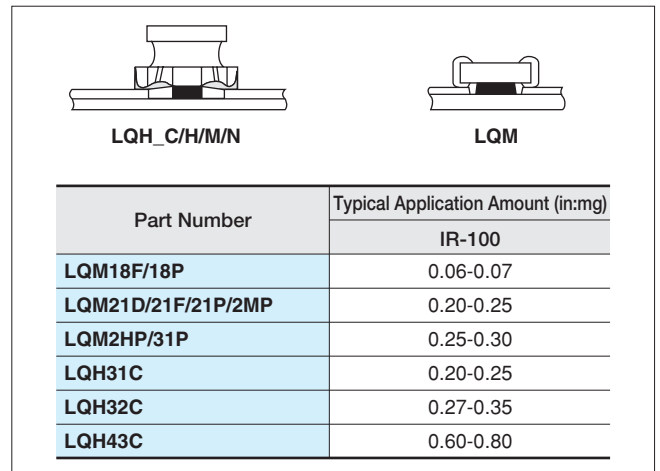 LQH_C/H/M/N LQM
Part Number Typical Application Amount (in:mg)
IR-100
LQM18F/18P 0.06-0.07
LQM21D/21F/21P/2MP 0.20-0.25
LQM2HP/31P 0.25-0.30
LQH31C 0.20-0.25
LQH32C 0.27-0.35
LQH43C 0.60-0.80